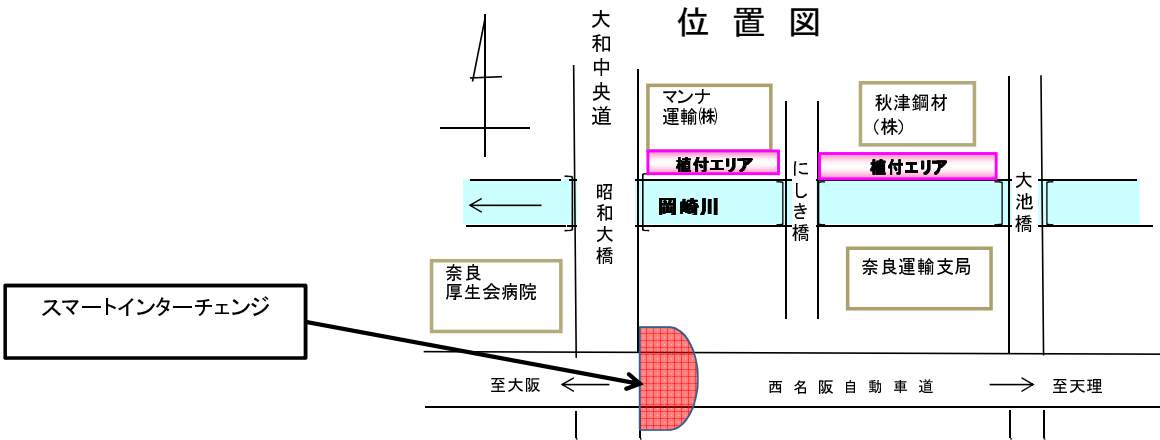 位置図
大和中央道
マンナ
運輸㈱
秋津鋼材
（株）
植付エリア
植付エリア
にしき橋
大池橋
昭和大橋
岡崎川
奈良
厚生会病院
奈良運輸支局
スマートインターチェンジ
至大阪
西名阪自動車道
至天理